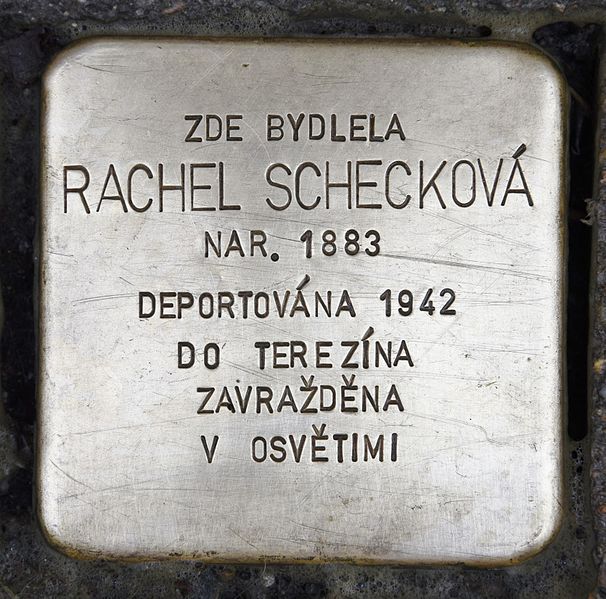 ZDE BYDLELA
RACHEL SCHECKOVÁ
NAR. 1883
DEPORTOVÁNA 1942
DO TEREZÍNA
ZAVRAŽDĚNA
V OSVĚTIMI